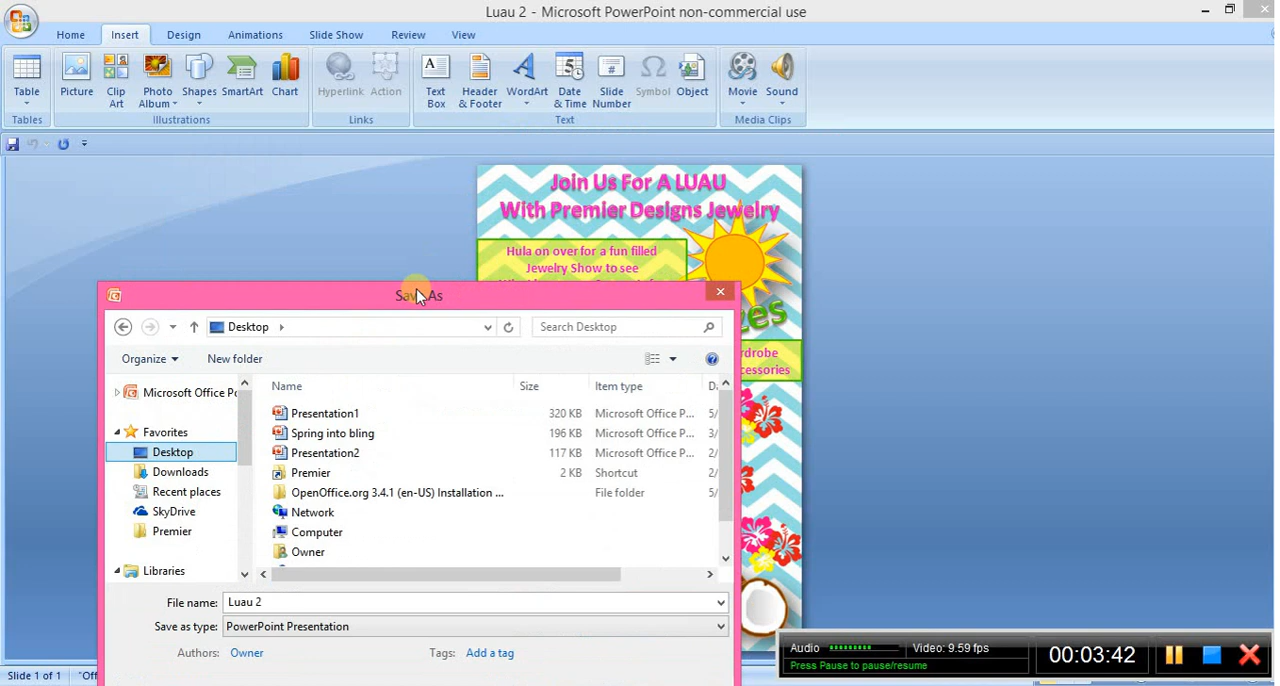 Luau 2 - Microsoft PowerPoint non-commercial use
Home Insert Design Animations Slide Show Review View
Table Picture Clip Art Photo Album Shapes SmartArt Chart Hyperlink Action Text Box Header & Footer WordArt Date & Time Slide Number Symbol Object Movie Sound
Tables Illustrations Links Text Media Clips
Join Us For A LUAU
With Premier Designs Jewelry
Hula on over for a fun filled
Jewelry Show to see
Save As
Desktop
Search Desktop
Organize New folder
Name Size Item type
Microsoft Office Po
Favorites
Desktop
Downloads
Recent places
SkyDrive
Premier
Libraries
Presentation1 320 KB Microsoft Office P... 5/
Spring into bling 196 KB Microsoft Office P... 3/
Presentation2 117 KB Microsoft Office P... 2/
Premier 2 KB Shortcut 2/
OpenOffice.org 3.4.1 (en-US) Installation ... File folder 5/
Network
Computer
Owner
File name: Luau 2
Save as type: PowerPoint Presentation
Authors: Owner Tags: Add a tag
Slide 1 of 1 "Off
Audio Video: 9.59 fps
Press Pause to pause/resume
00:03:42